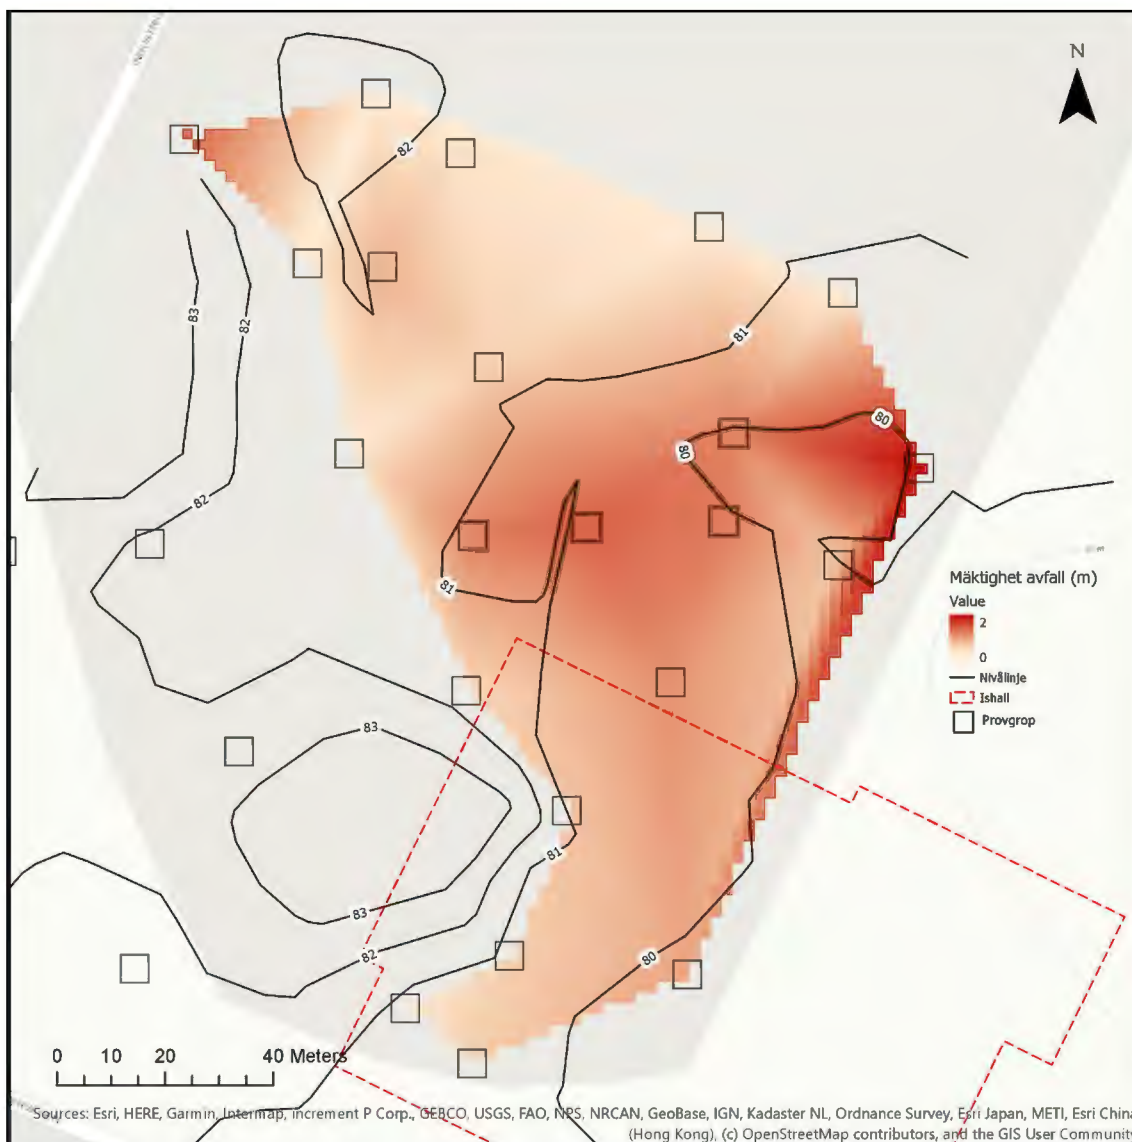 N
82
83
82
81
80
80
82
81
Mäktighet avfall (m)
Value
2
0
Nivålinje
Ishall
Provgrop
83
81
83
82
80
0 10 20 40 Meters
Sources: Esri, HERE, Garmin, Intermap, increment P Corp., GEBCO, USGS, FAO, NPS, NRCAN, GeoBase, IGN, Kadaster NL, Ordnance Survey, Esri Japan, METI, Esri China
(Hong Kong), (c) OpenStreetMap contributors, and the GIS User Community